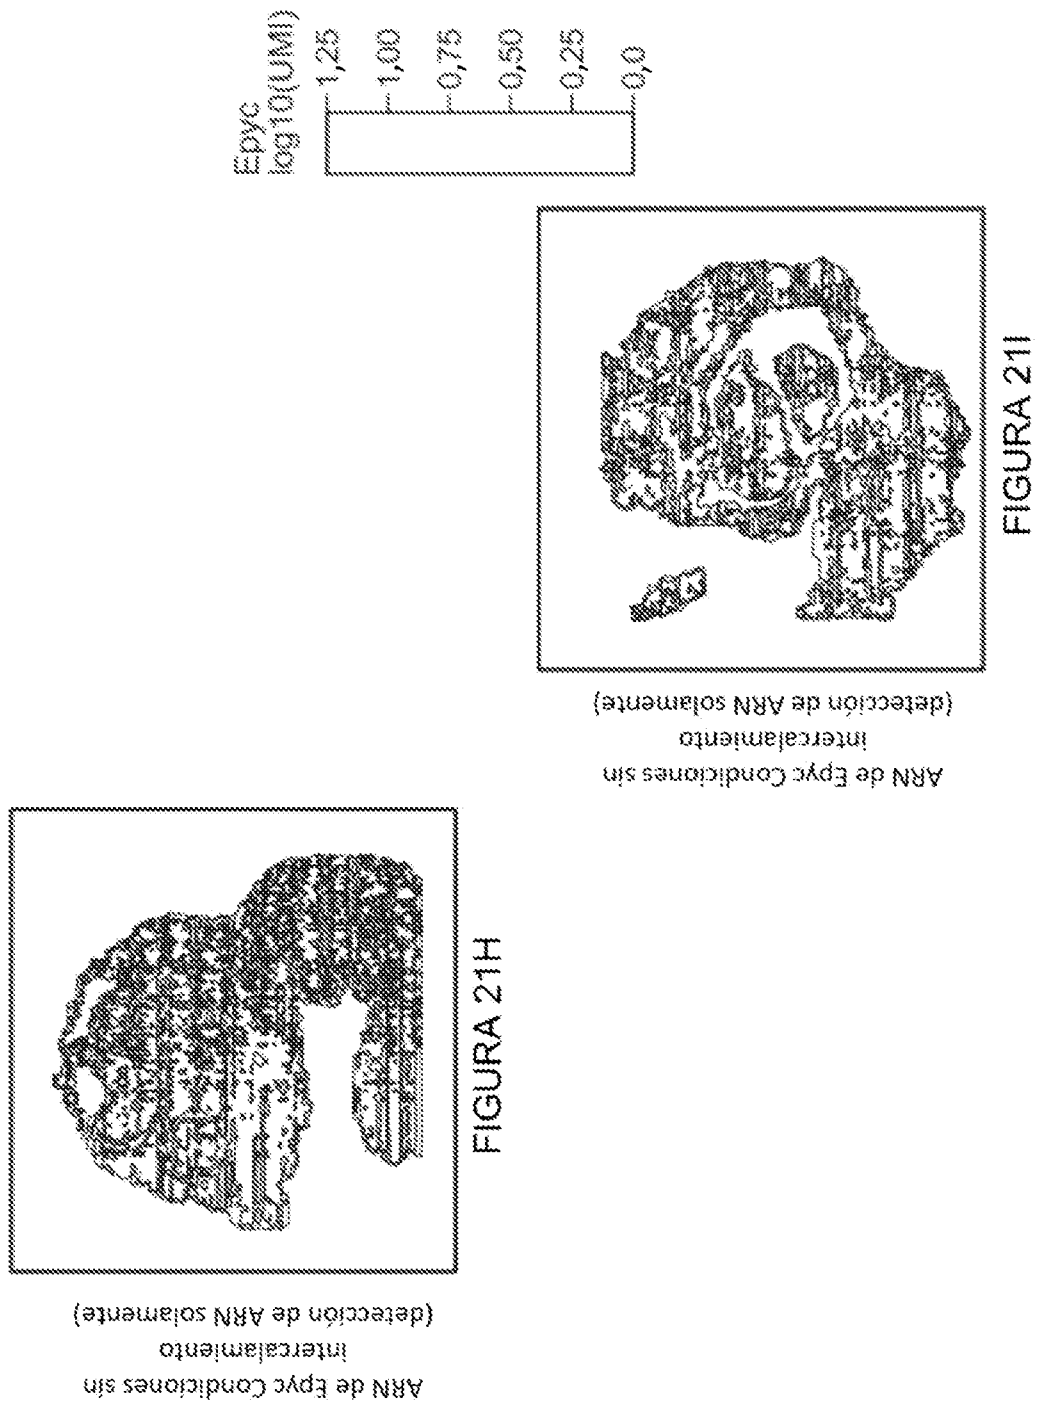 Epyc
log10(UMI)
1,25
1,00
0,75
0,50
0,25
0,0
ARN de Epyc Condiciones sin
intercalamiento
(detección de ARN solamente)
FIGURA 21H
ARN de Epyc Condiciones sin
intercalamiento
(detección de ARN solamente)
FIGURA 21I